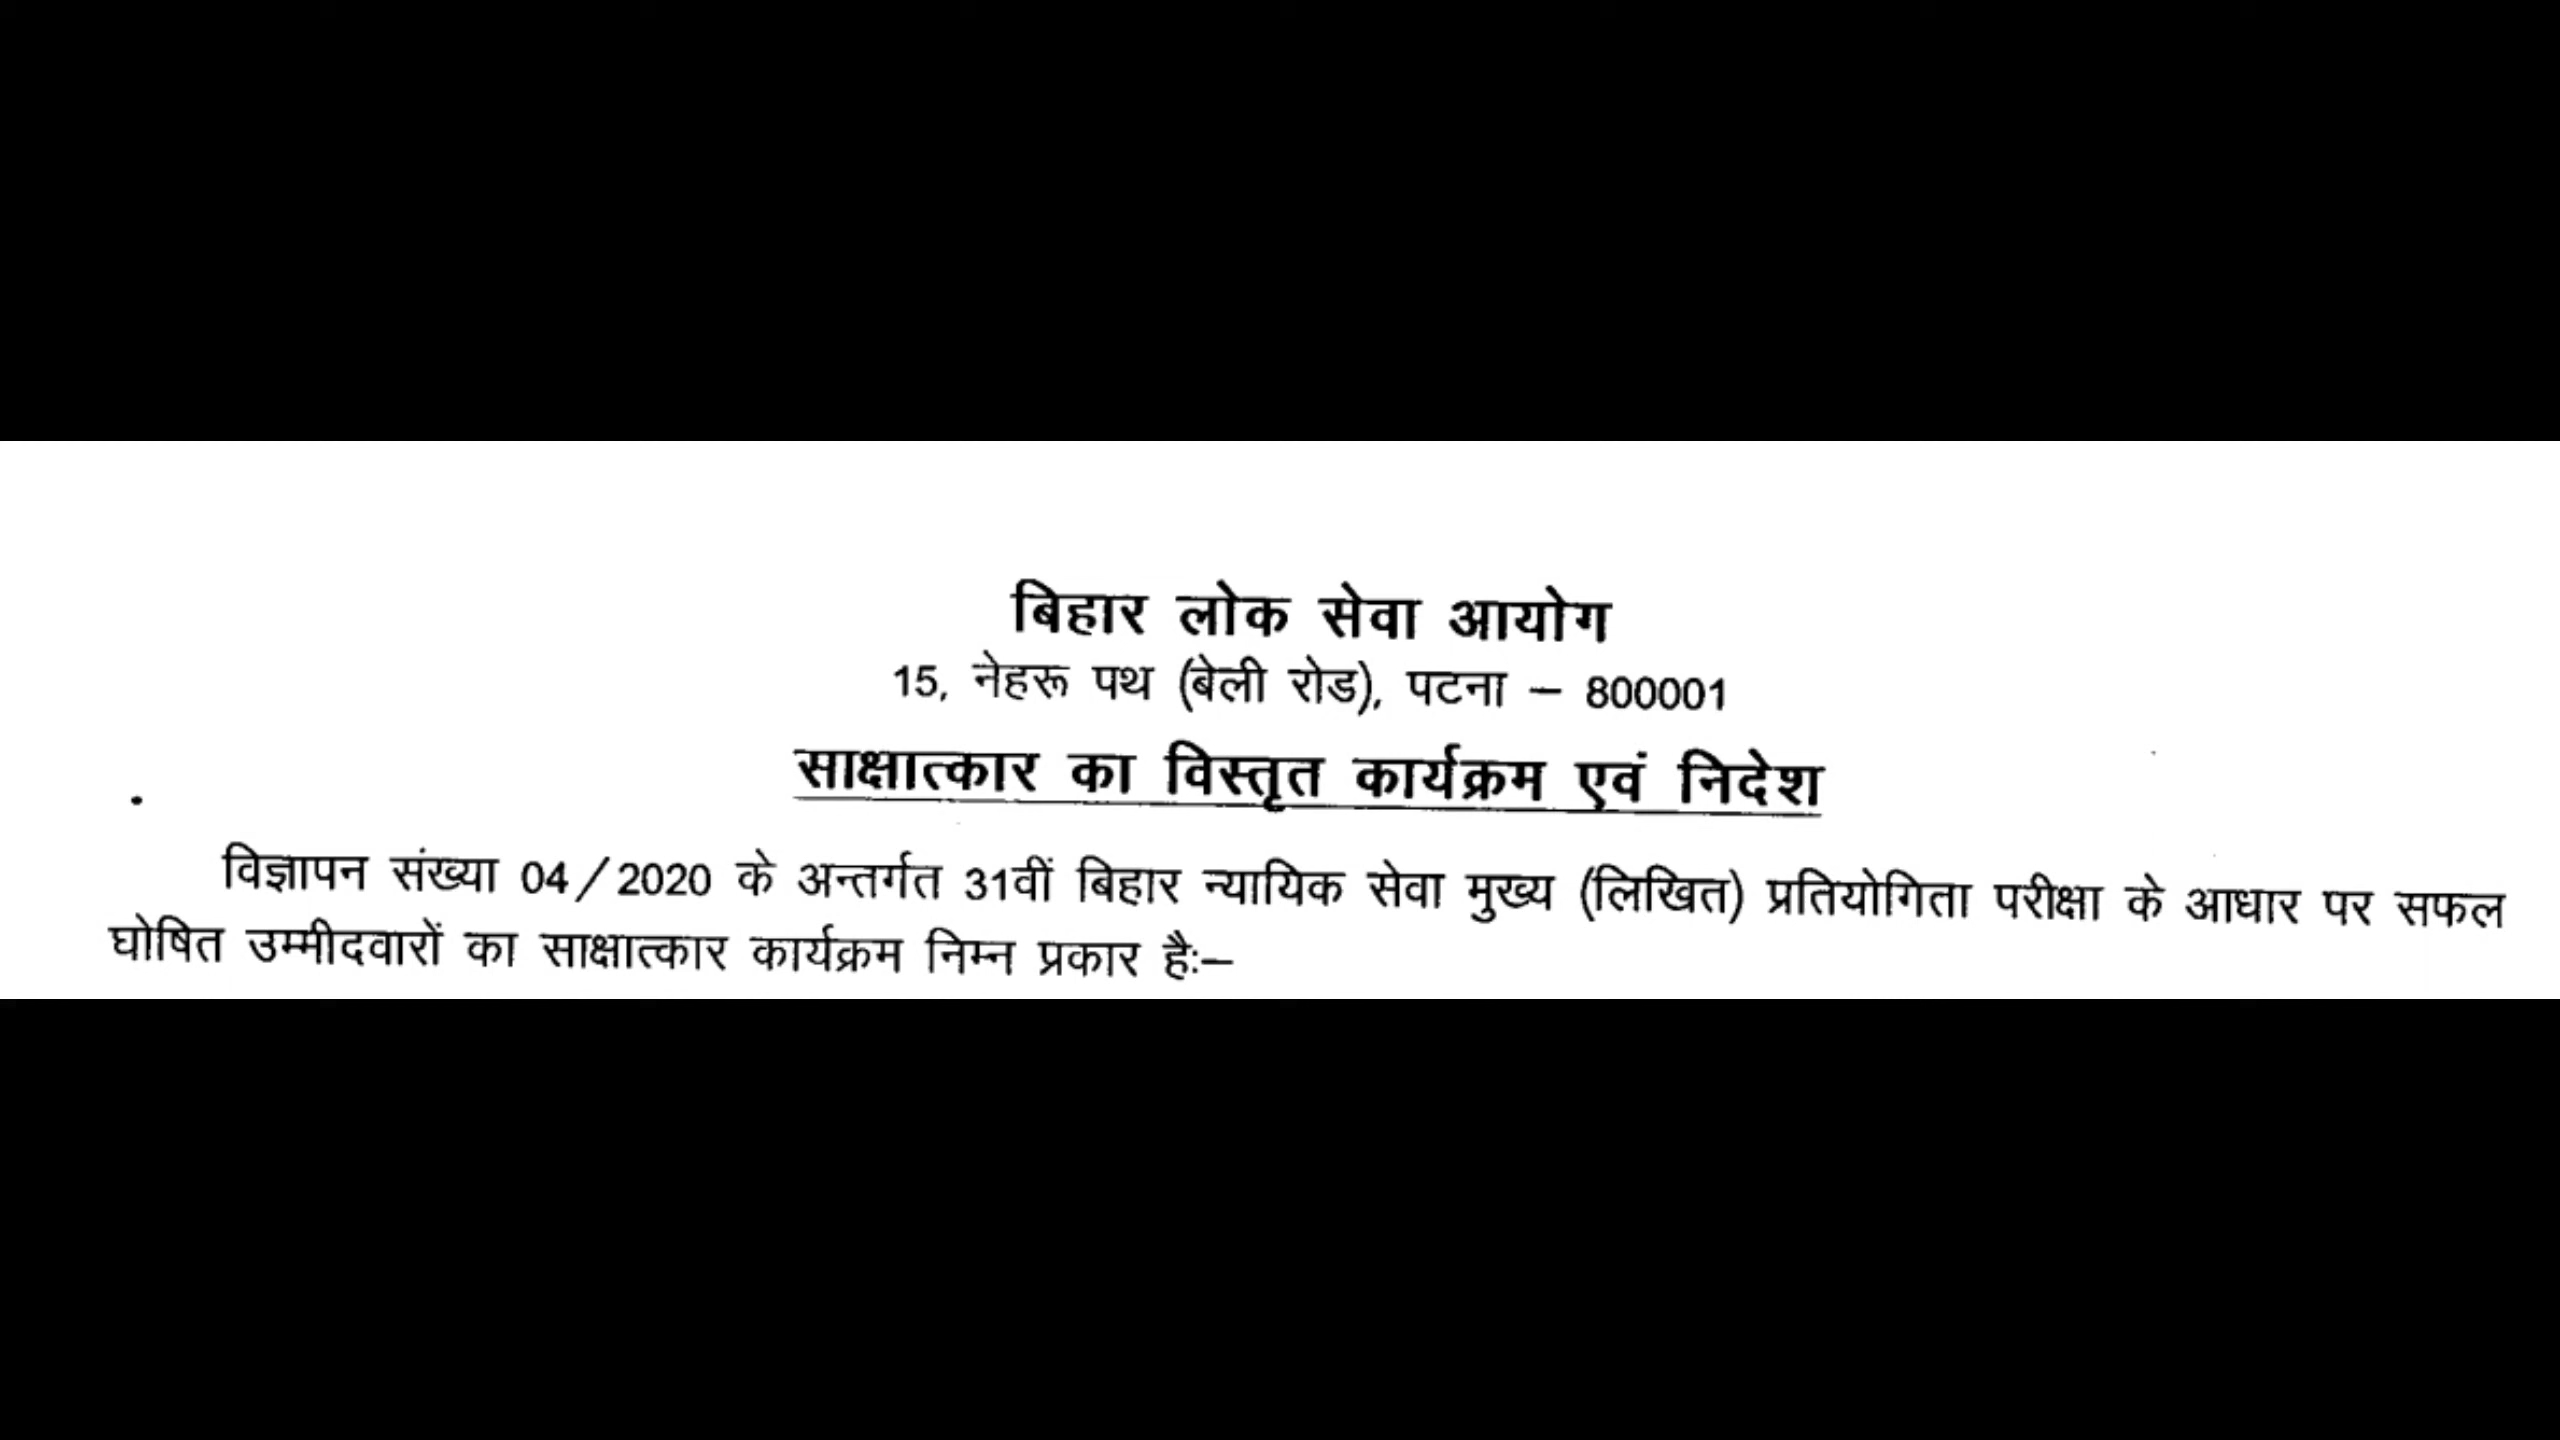 बिहार लोक सेवा आयोग
15, नेहरू पथ (बेली रोड), पटना – 800001
साक्षात्कार का विस्तृत कार्यक्रम एवं निदेश
विज्ञापन संख्या 04/2020 के अन्तर्गत 31वीं बिहार न्यायिक सेवा मुख्य (लिखित) प्रतियोगिता परीक्षा के आधार पर सफल
घोषित उम्मीदवारों का साक्षात्कार कार्यक्रम निम्न प्रकार है:–